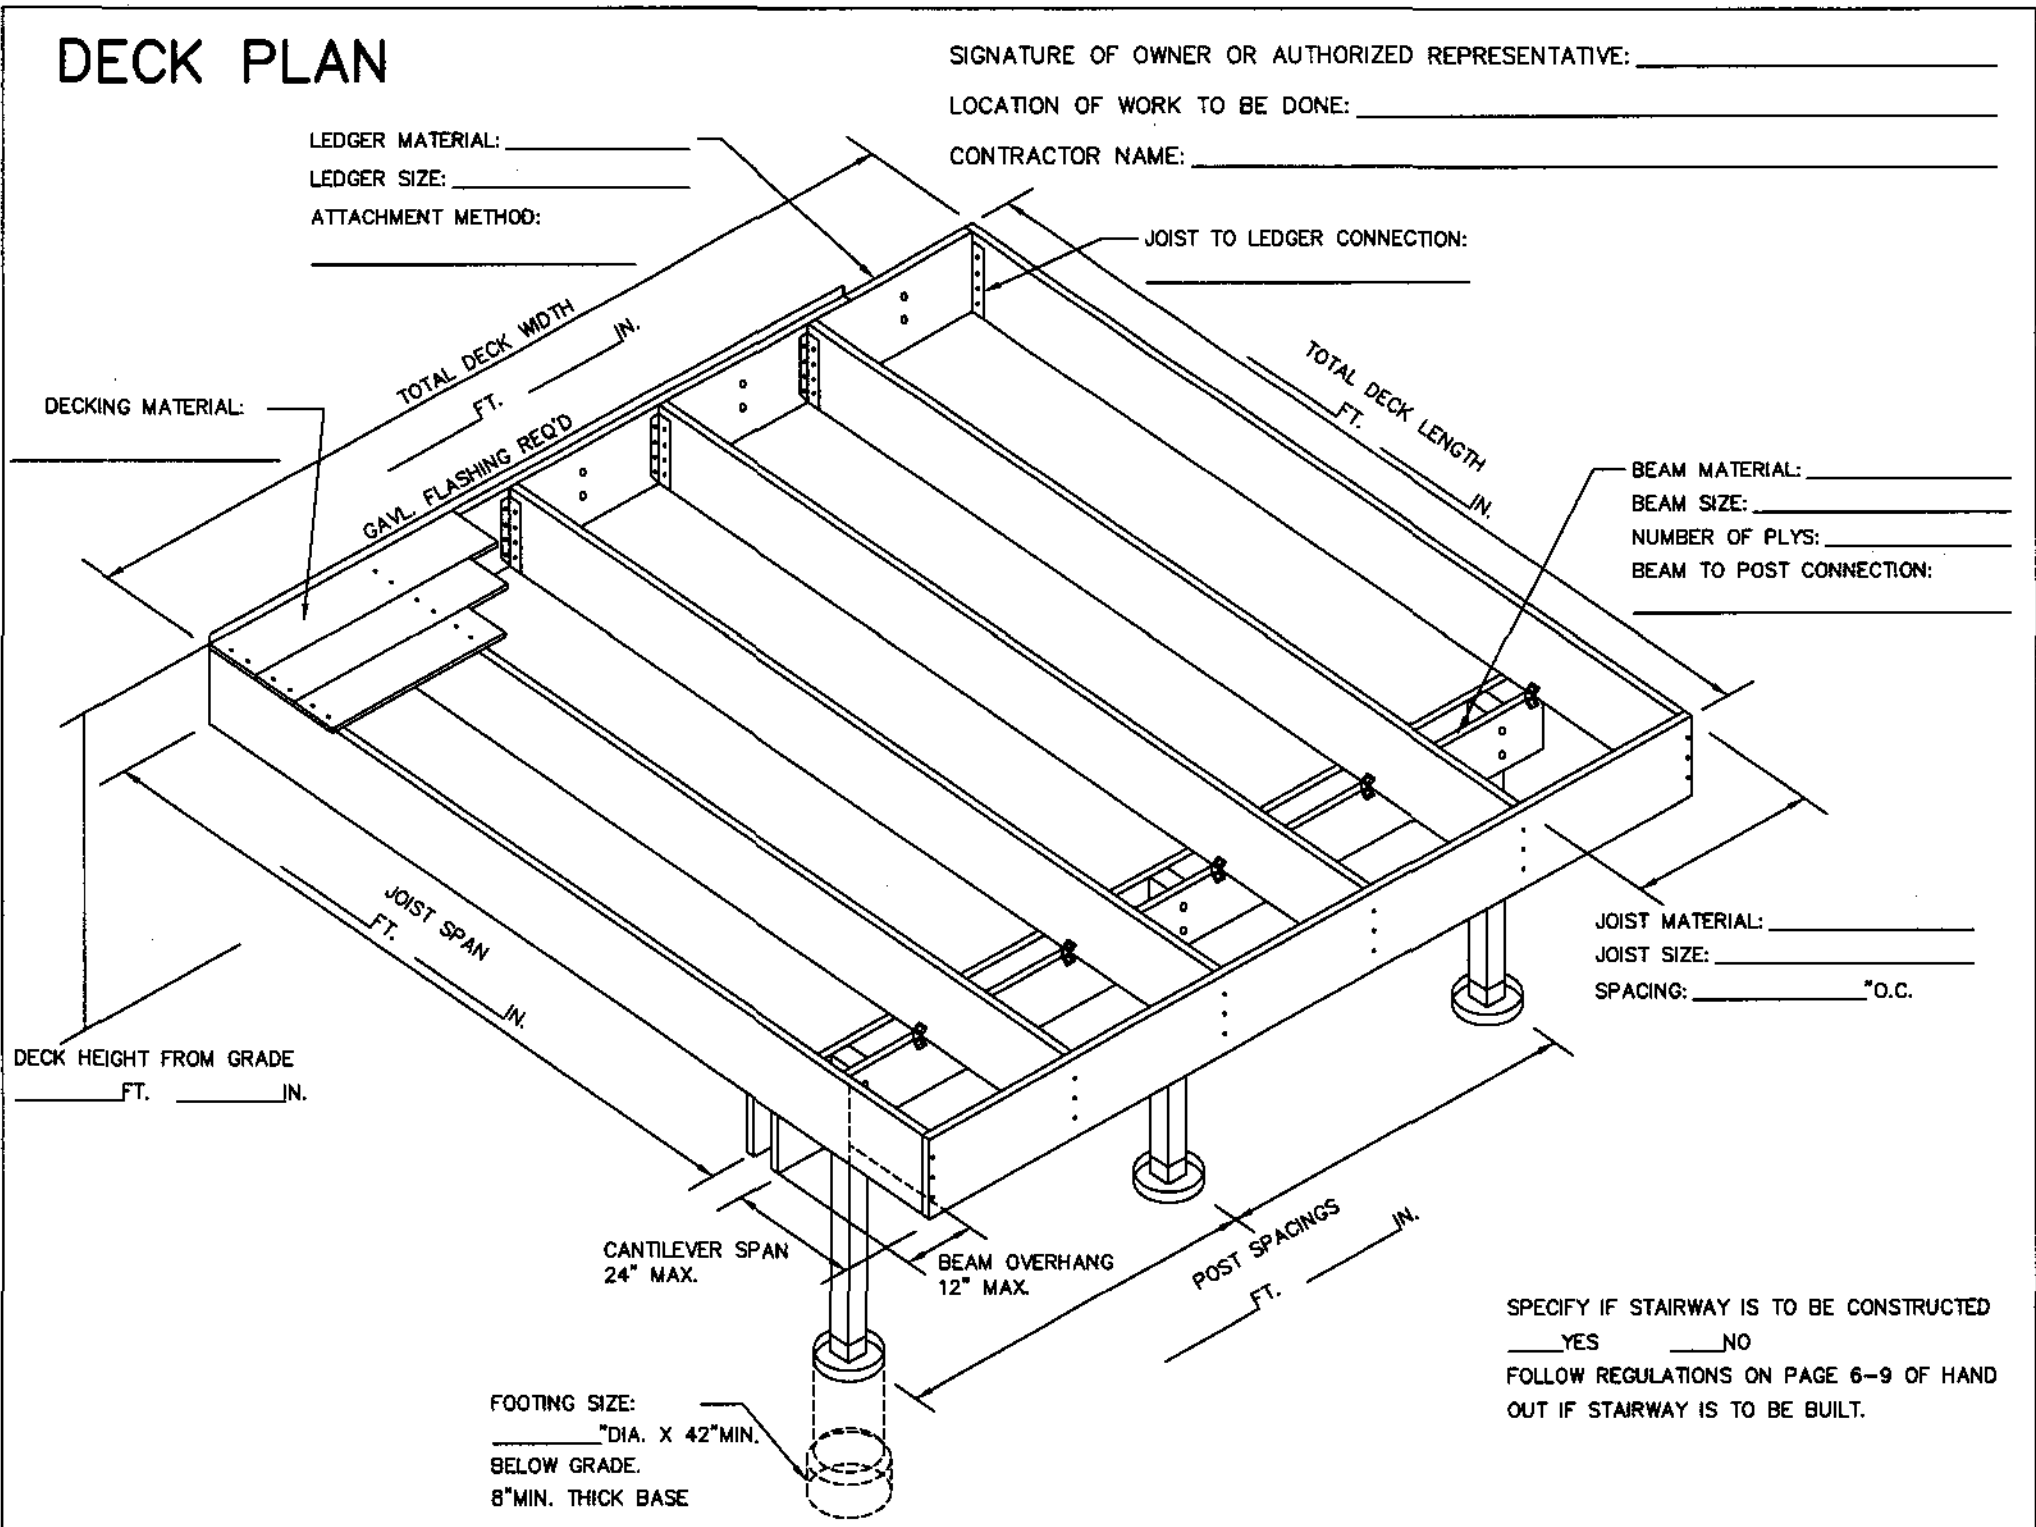 DECK PLAN
SIGNATURE OF OWNER OR AUTHORIZED REPRESENTATIVE:
LOCATION OF WORK TO BE DONE:
CONTRACTOR NAME:
LEDGER MATERIAL:
LEDGER SIZE:
ATTACHMENT METHOD:
JOIST TO LEDGER CONNECTION:
TOTAL DECK WIDTH
FT. IN.
GAVL. FLASHING REQ'D
DECKING MATERIAL:
TOTAL DECK LENGTH
FT. IN.
BEAM MATERIAL:
BEAM SIZE:
NUMBER OF PLYS:
BEAM TO POST CONNECTION:
JOIST SPAN
FT. IN.
JOIST MATERIAL:
JOIST SIZE:
SPACING: "O.C.
DECK HEIGHT FROM GRADE
FT. IN.
CANTILEVER SPAN
24" MAX.
BEAM OVERHANG
12" MAX.
POST SPACINGS
FT. IN.
SPECIFY IF STAIRWAY IS TO BE CONSTRUCTED
YES NO
FOLLOW REGULATIONS ON PAGE 6-9 OF HAND
OUT IF STAIRWAY IS TO BE BUILT.
FOOTING SIZE:
"DIA. X 42"MIN.
BELOW GRADE.
8"MIN. THICK BASE